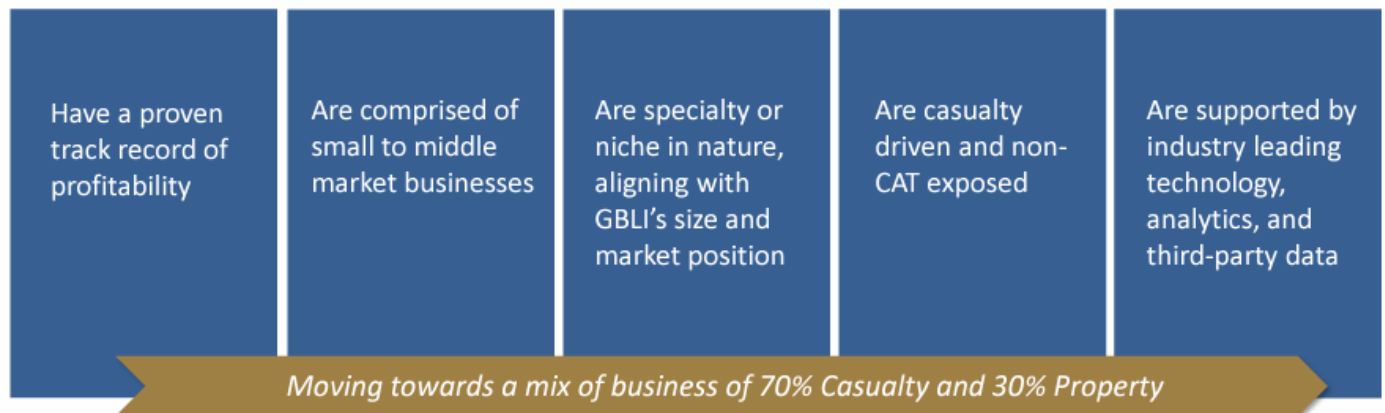 Have a proven
track record of
profitability
Are comprised of
small to middle
market businesses
Are specialty or
niche in nature,
aligning with
GBLI's size and
market position
Are casualty
driven and non-
CAT exposed
Are supported by
industry leading
technology,
analytics, and
third-party data
Moving towards a mix of business of 70% Casualty and 30% Property